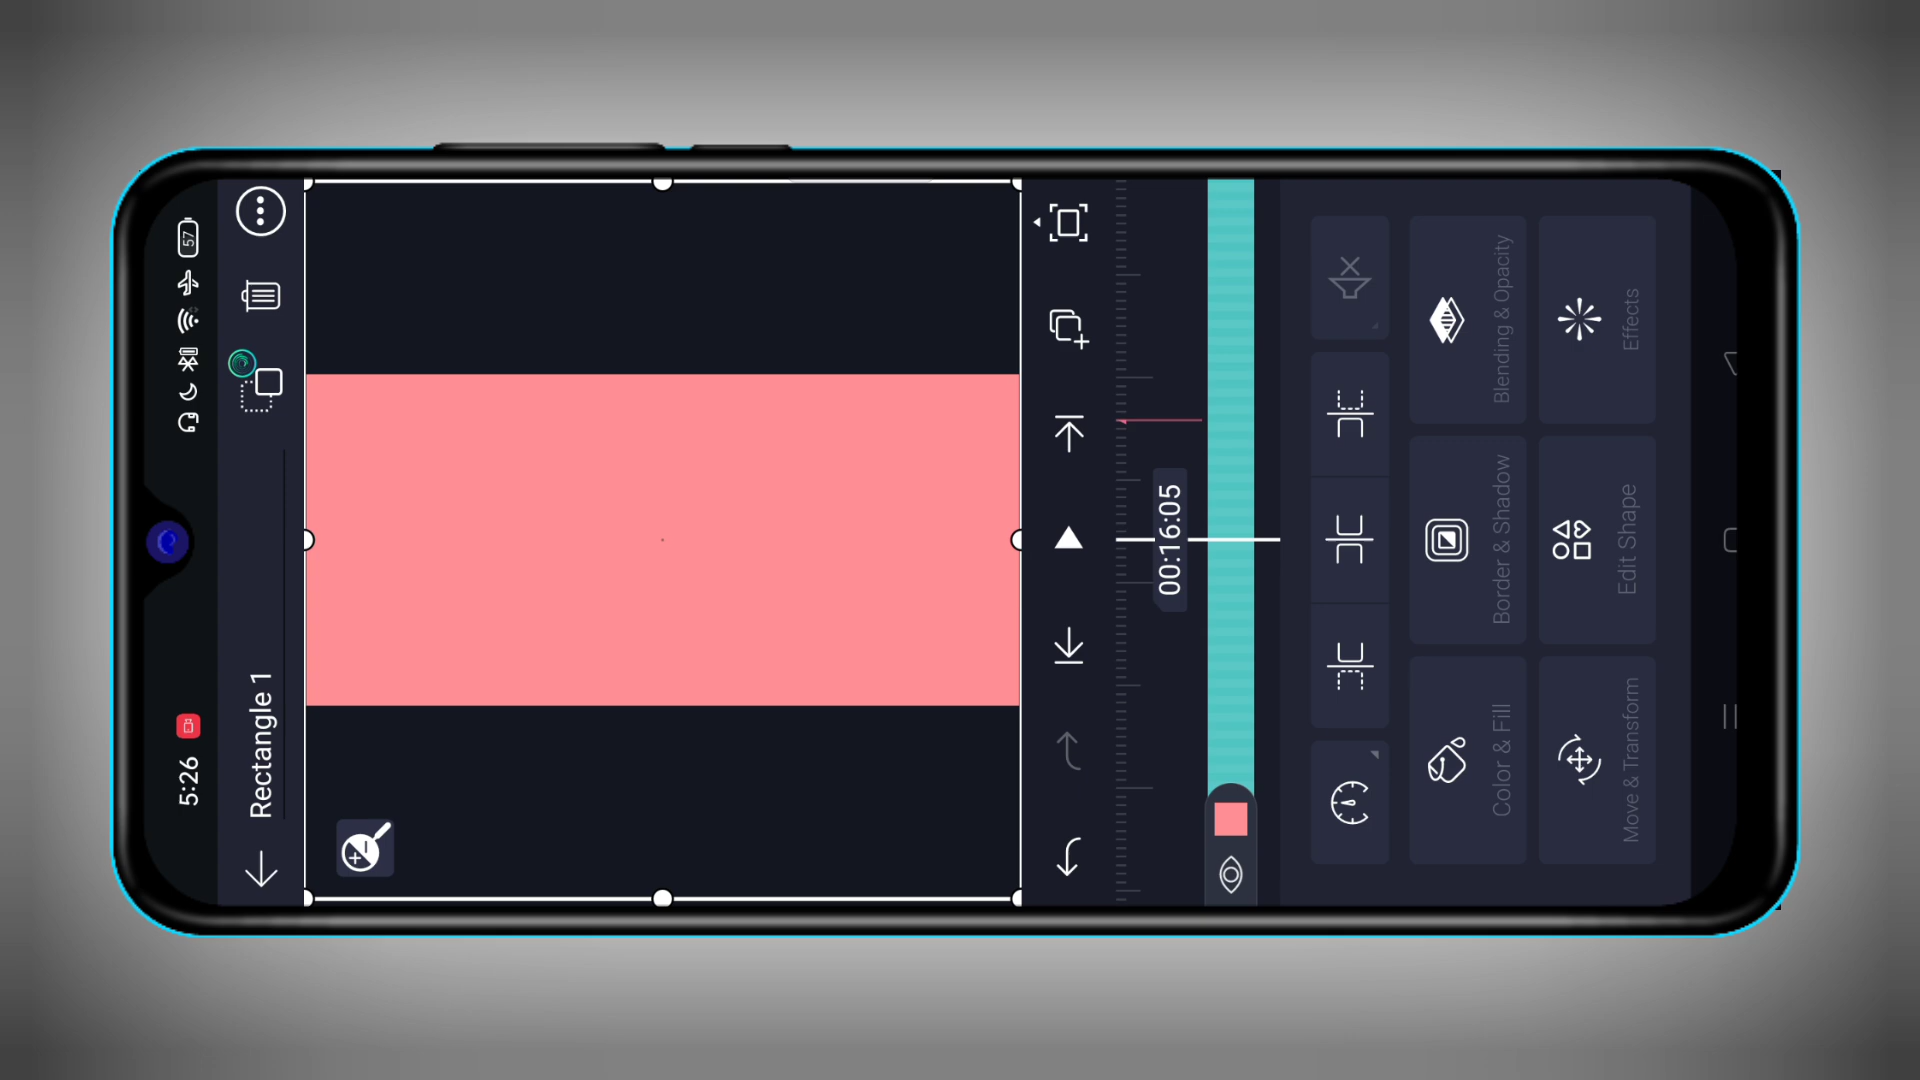 5:26
57
Rectangle 1
00:16:05
Color & Fill
Border & Shadow
Blending & Opacity
Move & Transform
Edit Shape
Effects